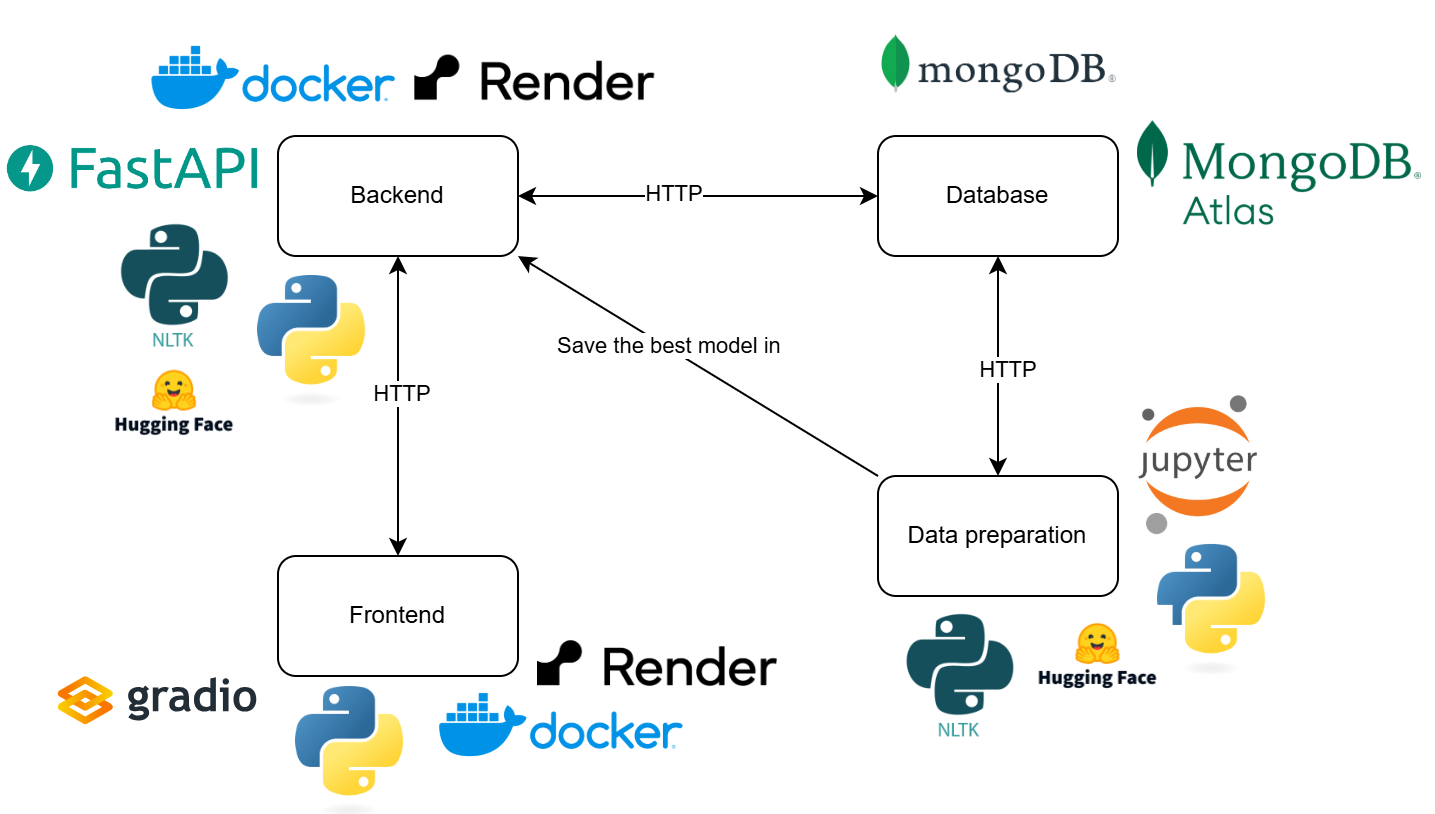 docker
Render
mongoDB®
FastAPI
Backend
HTTP
Database
MongoDB®
Atlas
NLTK
Save the best model in
HTTP
HTTP
Hugging Face
jupyter
Data preparation
Frontend
Render
NLTK
Hugging Face
gradio
docker